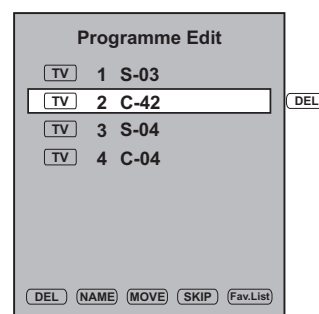 Programme Edit
TV 1 S-03
TV 2 C-42 DEL
TV 3 S-04
TV 4 C-04
DEL NAME MOVE SKIP Fav.List